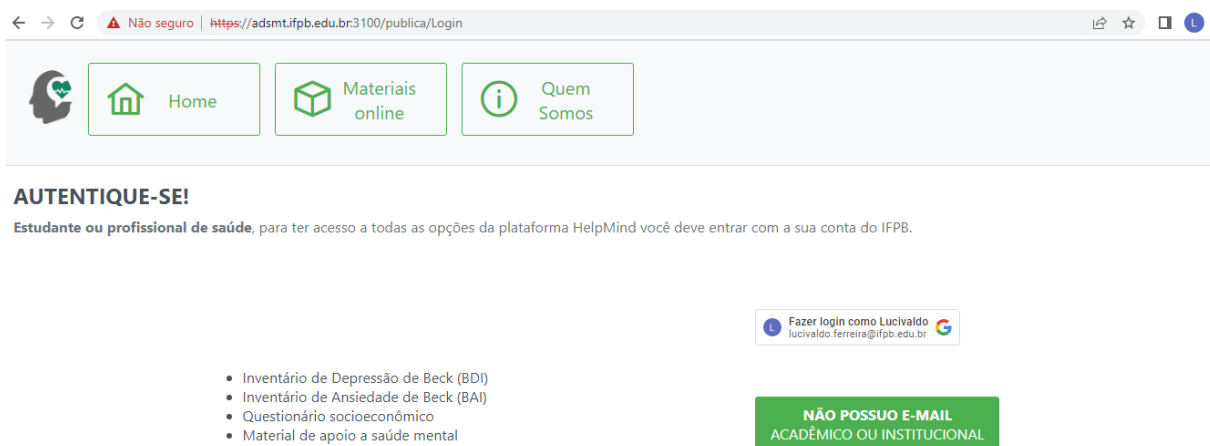 Não seguro | https://adsmt.ifpb.edu.br:3100/publica/Login
L
Home
Materiais
online
Quem
Somos
AUTENTIQUE-SE!
Estudante ou profissional de saúde, para ter acesso a todas as opções da plataforma HelpMind você deve entrar com a sua conta do IFPB.
L
Fazer login como Lucivaldo
lucivaldo.ferreira@ifpb.edu.br
• Inventário de Depressão de Beck (BDI)
• Inventário de Ansiedade de Beck (BAI)
• Questionário socioeconômico
• Material de apoio a saúde mental
NÃO POSSUO E-MAIL
ACADÊMICO OU INSTITUCIONAL